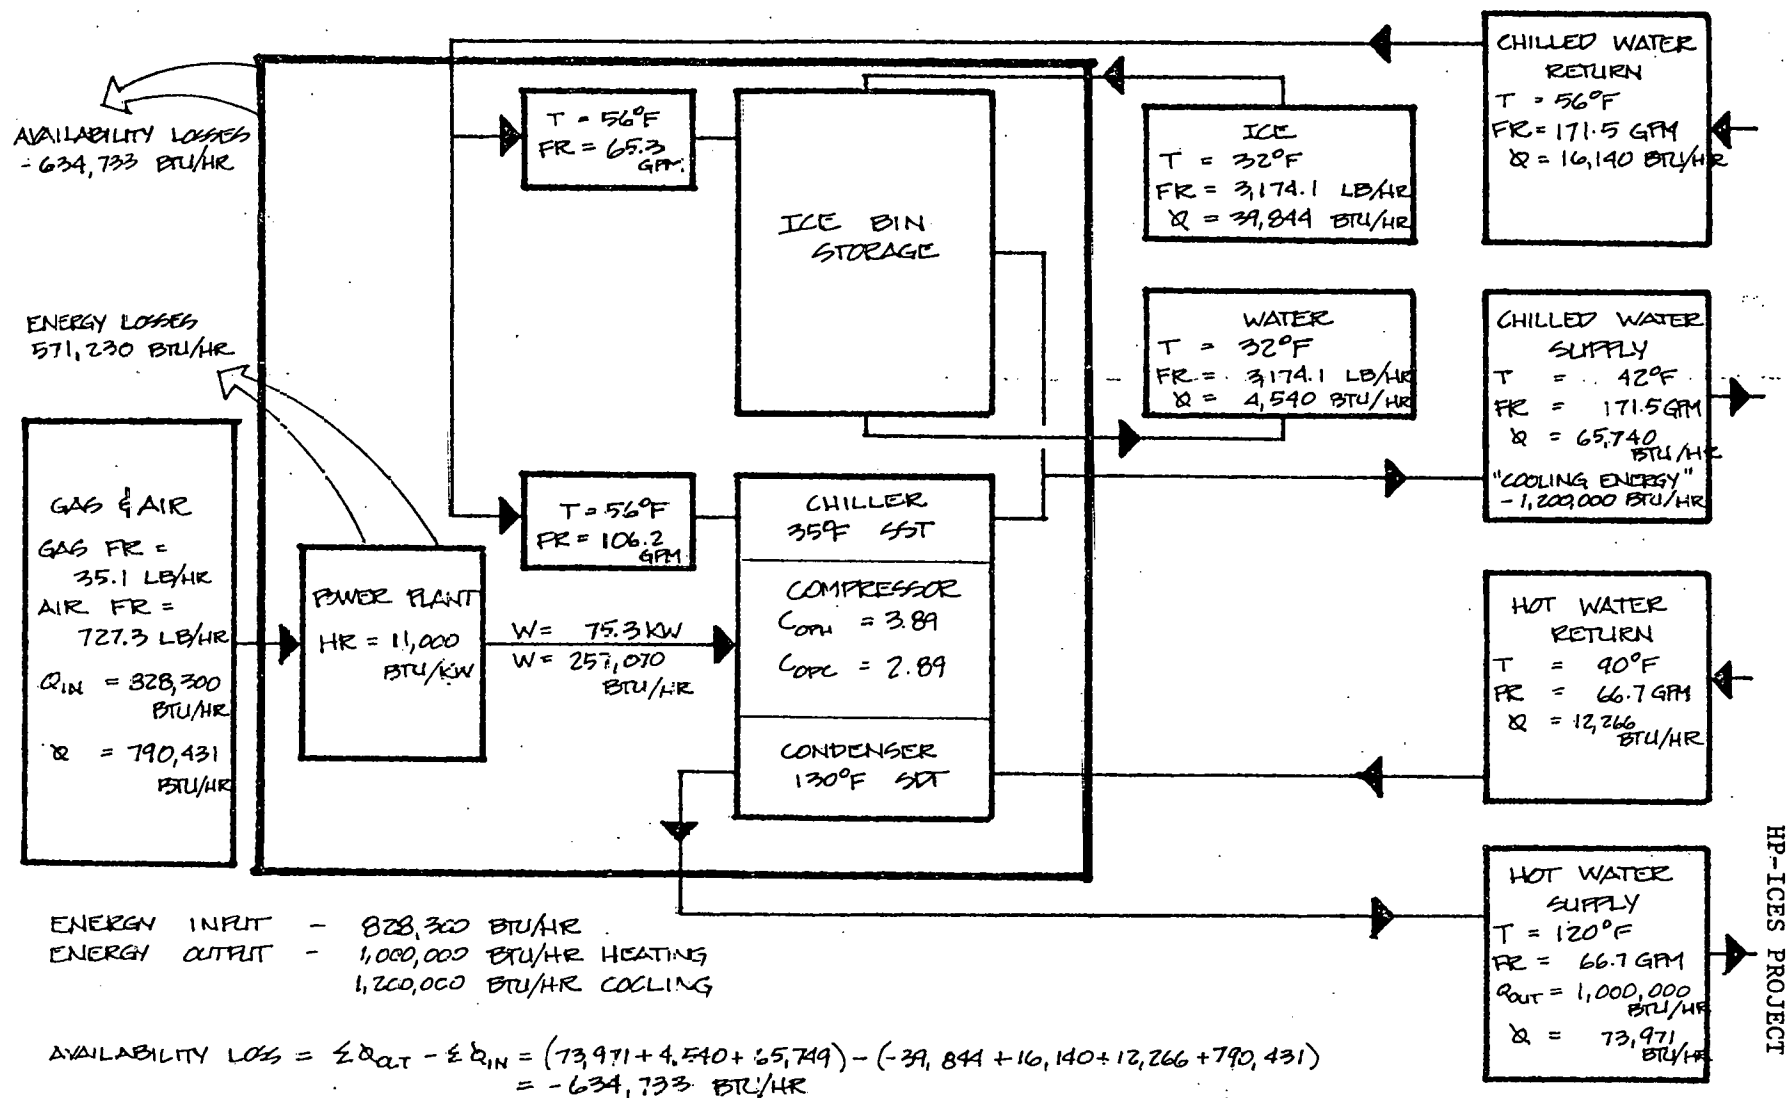 AVAILABILITY LOSSES
- 634,733 BTU/HR
ENERGY LOSSES
571,230 BTU/HR
GAS & AIR
GAS FR =
35.1 LB/HR
AIR FR =
727.3 LB/HR
Q IN = 828,300
BTU/HR
= 790,431
BTU/HR
POWER PLANT
HR = 11,000
BTU/KW
W = 75.3 KW
W = 257,070
BTU/HR
T = 56°F
FR = 65.3
GPM
ICE BIN
STORAGE
T = 56°F
FR = 106.2
GPM
CHILLER
35°F SST
COMPRESSOR
COPH = 3.89
COPC = 2.89
CONDENSER
130°F SDT
ICE
T = 32°F
FR = 3,174.1 LB/HR
= 39,844 BTU/HR
WATER
T = 32°F
FR = 3,174.1 LB/HR
= 4,540 BTU/HR
CHILLED WATER
RETURN
T = 56°F
FR = 171.5 GPM
= 16,140 BTU/HR
CHILLED WATER
SUPPLY
T = 42°F
FR = 171.5 GPM
= 65,740
BTU/HR
"COOLING ENERGY"
- 1,200,000 BTU/HR
HOT WATER
RETURN
T = 90°F
FR = 66.7 GPM
= 12,266
BTU/HR
HOT WATER
SUPPLY
T = 120°F
FR = 66.7 GPM
Q OUT = 1,000,000
BTU/HR
= 73,971
BTU/HR
ENERGY INPUT - 828,300 BTU/HR
ENERGY OUTPUT - 1,000,000 BTU/HR HEATING
1,200,000 BTU/HR COOLING
AVAILABILITY LOSS = Σ OUT - Σ IN = (73,971 + 4,540 + 65,749) - (-39,844 + 16,140 + 12,266 + 790,431)
= -634,733 BTU/HR
HP-ICES PROJECT